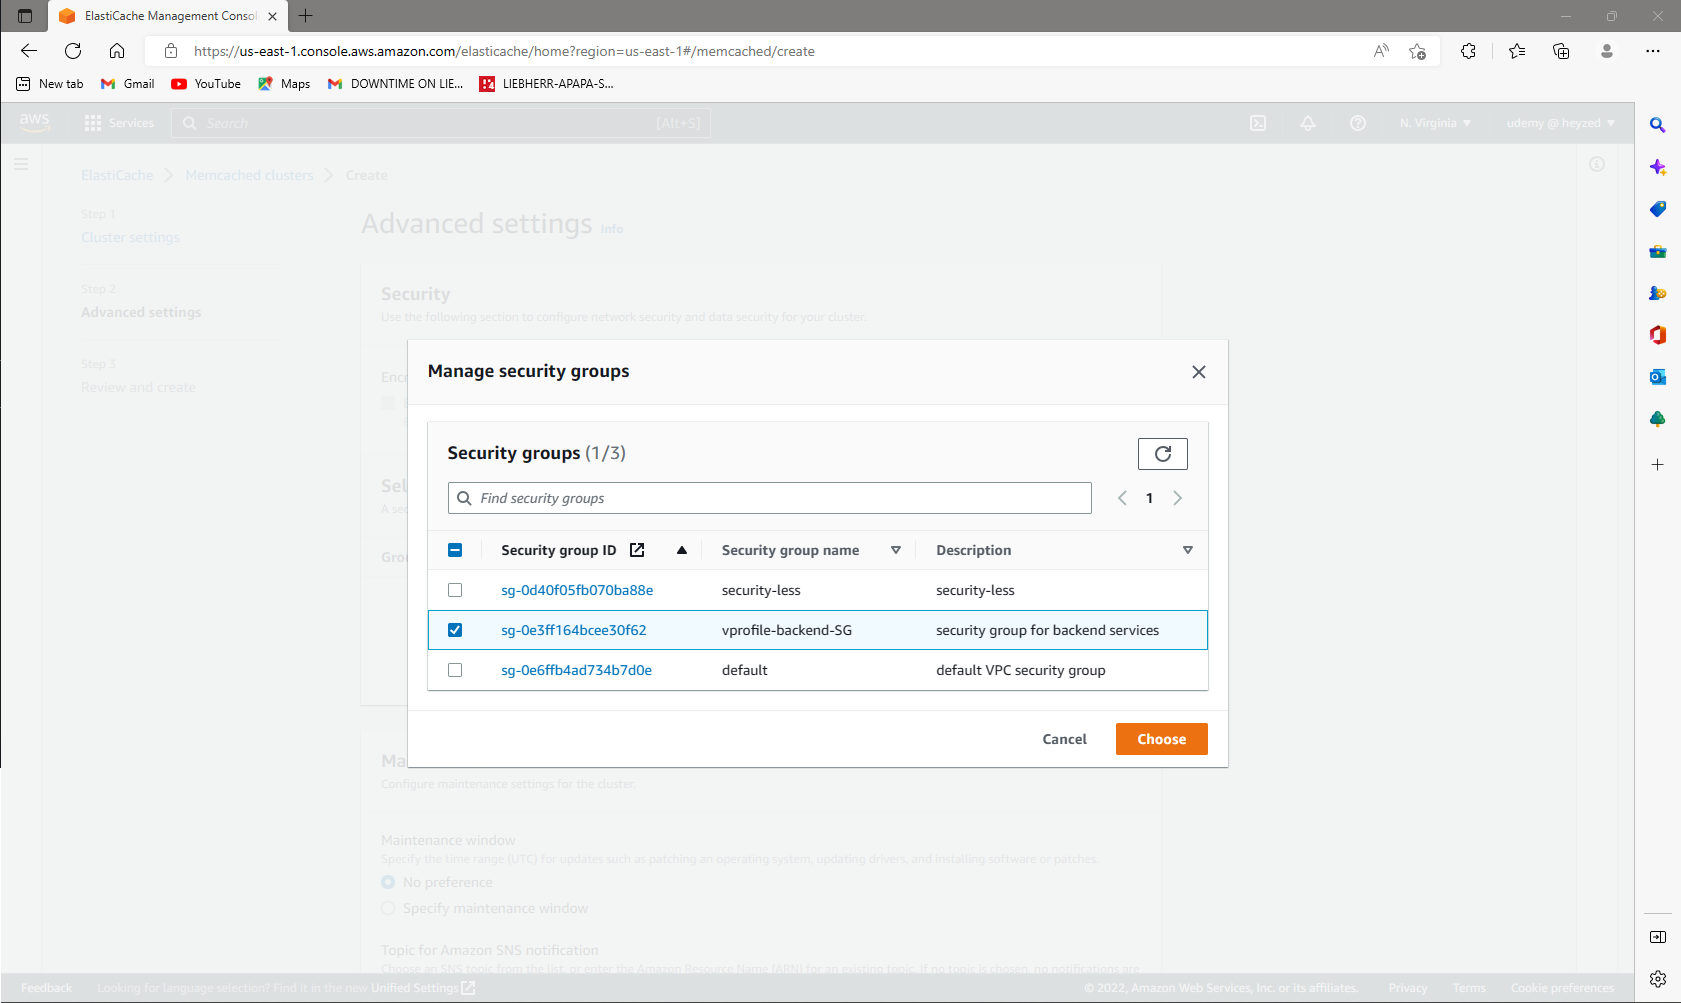 ElastiCache Management Consol
https://us-east-1.console.aws.amazon.com/elasticache/home?region=us-east-1#/memcached/create
New tab Gmail YouTube Maps DOWNTIME ON LIE... LIEBHERR-APAPA-S...
aws Services Search [Alt+S] N. Virginia udemy @ heyzed
ElastiCache Memcached clusters Create
Step 1
Cluster settings
Step 2
Advanced settings
Step 3
Review and create
Advanced settings Info
Security
Use the following section to configure network security and data security for your cluster.
Encr
Sel
A sec
Gro
Manage security groups
Security groups (1/3)
Find security groups
1
Security group ID Security group name Description
sg-0d40f05fb070ba88e security-less security-less
sg-0e3ff164bcee30f62 vprofile-backend-SG security group for backend services
sg-0e6ffb4ad734b7d0e default default VPC security group
Cancel Choose
Ma
Configure maintenance settings for the cluster.
Maintenance window
Specify the time range (UTC) for updates such as patching an operating system, updating drivers, and installing software or patches.
No preference
Specify maintenance window
Topic for Amazon SNS notification
Choose an SNS topic from the list, or enter the Amazon Resource Name (ARN) for an existing topic. If no topic is chosen, no notifications are
Feedback Looking for language selection? Find it in the new Unified Settings © 2022, Amazon Web Services, Inc. or its affiliates. Privacy Terms Cookie preferences